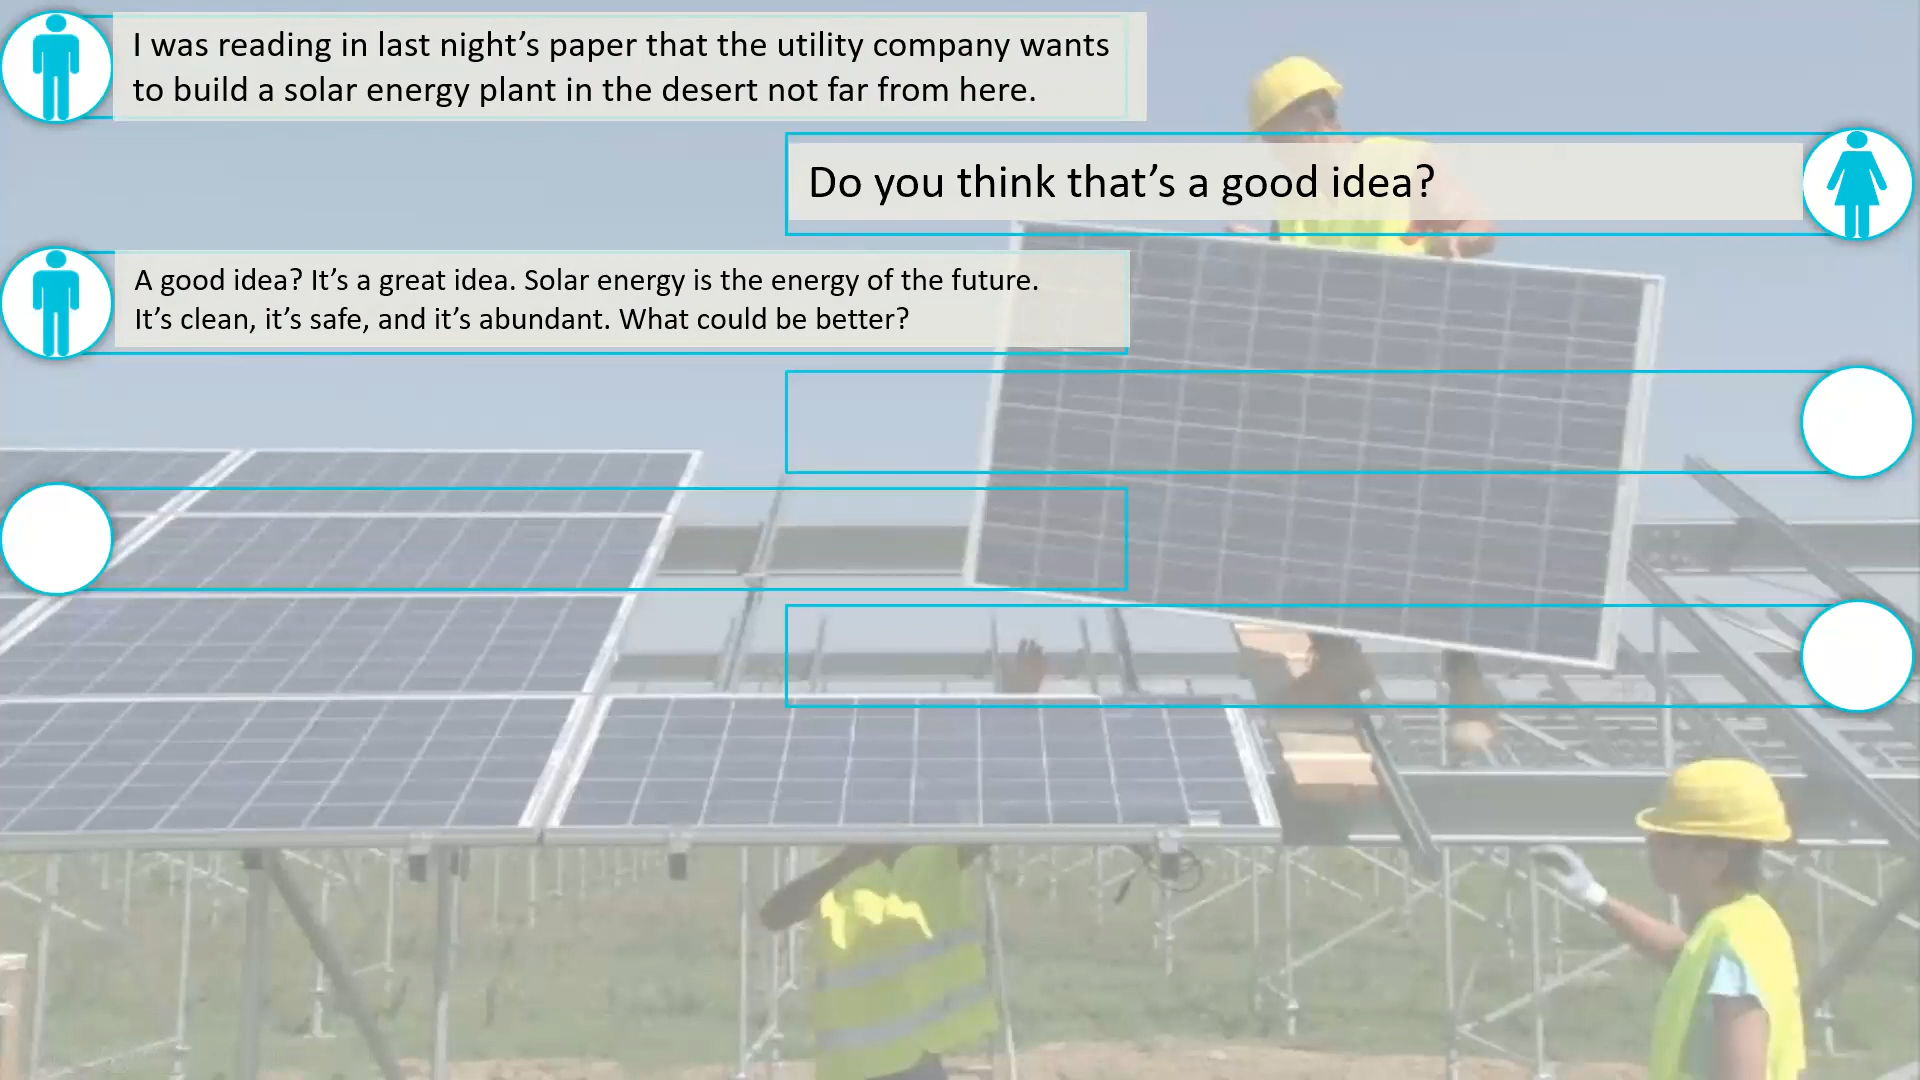 I was reading in last night’s paper that the utility company wants
to build a solar energy plant in the desert not far from here.
Do you think that’s a good idea?
A good idea? It’s a great idea. Solar energy is the energy of the future.
It’s clean, it’s safe, and it’s abundant. What could be better?